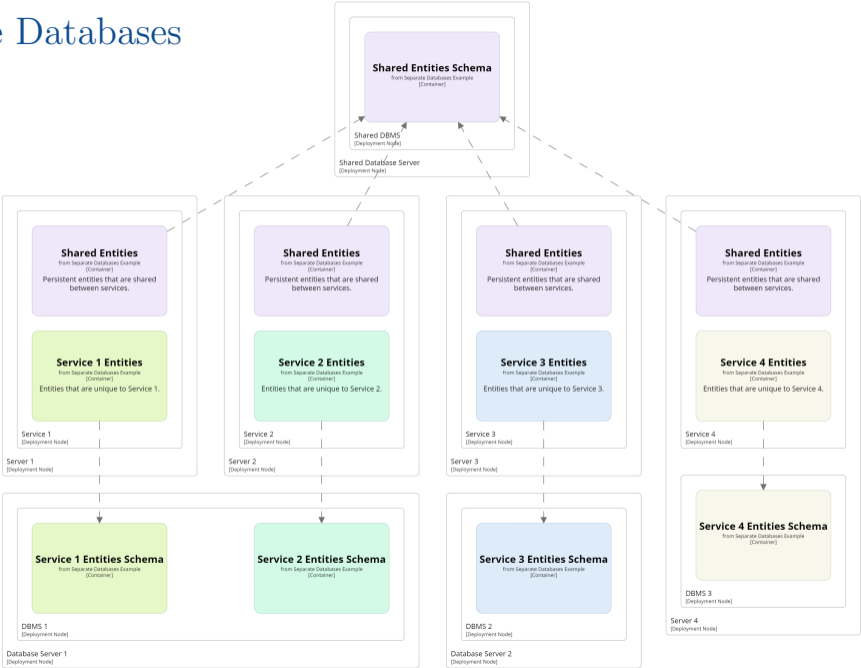 e Databases
Shared Entities Schema
from Separate Databases Example
[Container]
Shared DBMS
[Deployment Node]
Shared Database Server
[Deployment Node]
Shared Entities
from Separate Databases Example
[Container]
Persistent entities that are shared
between services.
Service 1 Entities
from Separate Databases Example
[Container]
Entities that are unique to Service 1.
Service 1
[Deployment Node]
Server 1
[Deployment Node]
Shared Entities
from Separate Databases Example
[Container]
Persistent entities that are shared
between services.
Service 2 Entities
from Separate Databases Example
[Container]
Entities that are unique to Service 2.
Service 2
[Deployment Node]
Server 2
[Deployment Node]
Shared Entities
from Separate Databases Example
[Container]
Persistent entities that are shared
between services.
Service 3 Entities
from Separate Databases Example
[Container]
Entities that are unique to Service 3.
Service 3
[Deployment Node]
Server 3
[Deployment Node]
Shared Entities
from Separate Databases Example
[Container]
Persistent entities that are shared
between services.
Service 4 Entities
from Separate Databases Example
[Container]
Entities that are unique to Service 4.
Service 4
[Deployment Node]
Service 1 Entities Schema
from Separate Databases Example
[Container]
Service 2 Entities Schema
from Separate Databases Example
[Container]
DBMS 1
[Deployment Node]
Database Server 1
[Deployment Node]
Service 3 Entities Schema
from Separate Databases Example
[Container]
DBMS 2
[Deployment Node]
Database Server 2
[Deployment Node]
Service 4 Entities Schema
from Separate Databases Example
[Container]
DBMS 3
[Deployment Node]
Server 4
[Deployment Node]